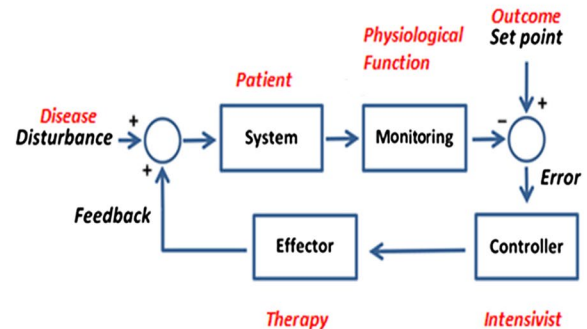 Outcome
Set point
Physiological
Function
Patient
Disease
Disturbance
+
+
System
Monitoring
−
+
Error
Feedback
Effector
Controller
Therapy
Intensivist